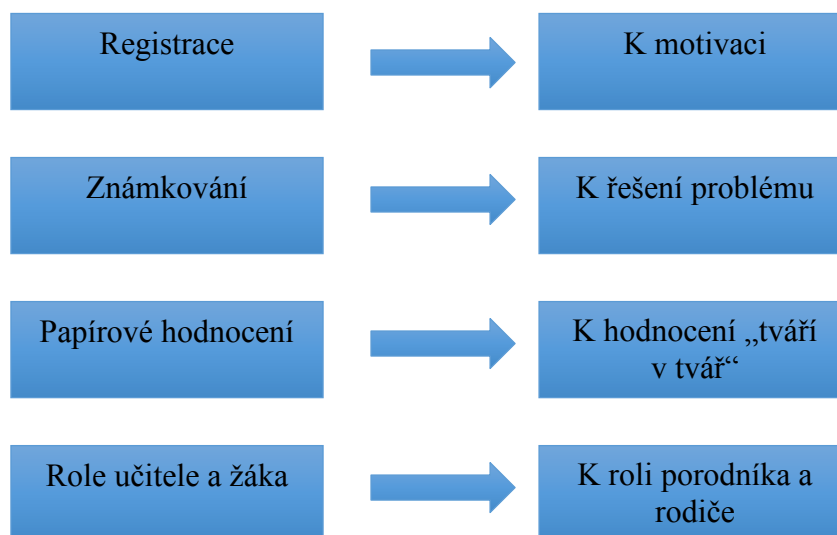 Registrace
K motivaci
Známkování
K řešení problému
Papírové hodnocení
K hodnocení „tváří
v tvář“
Role učitele a žáka
K roli porodníka a
rodiče